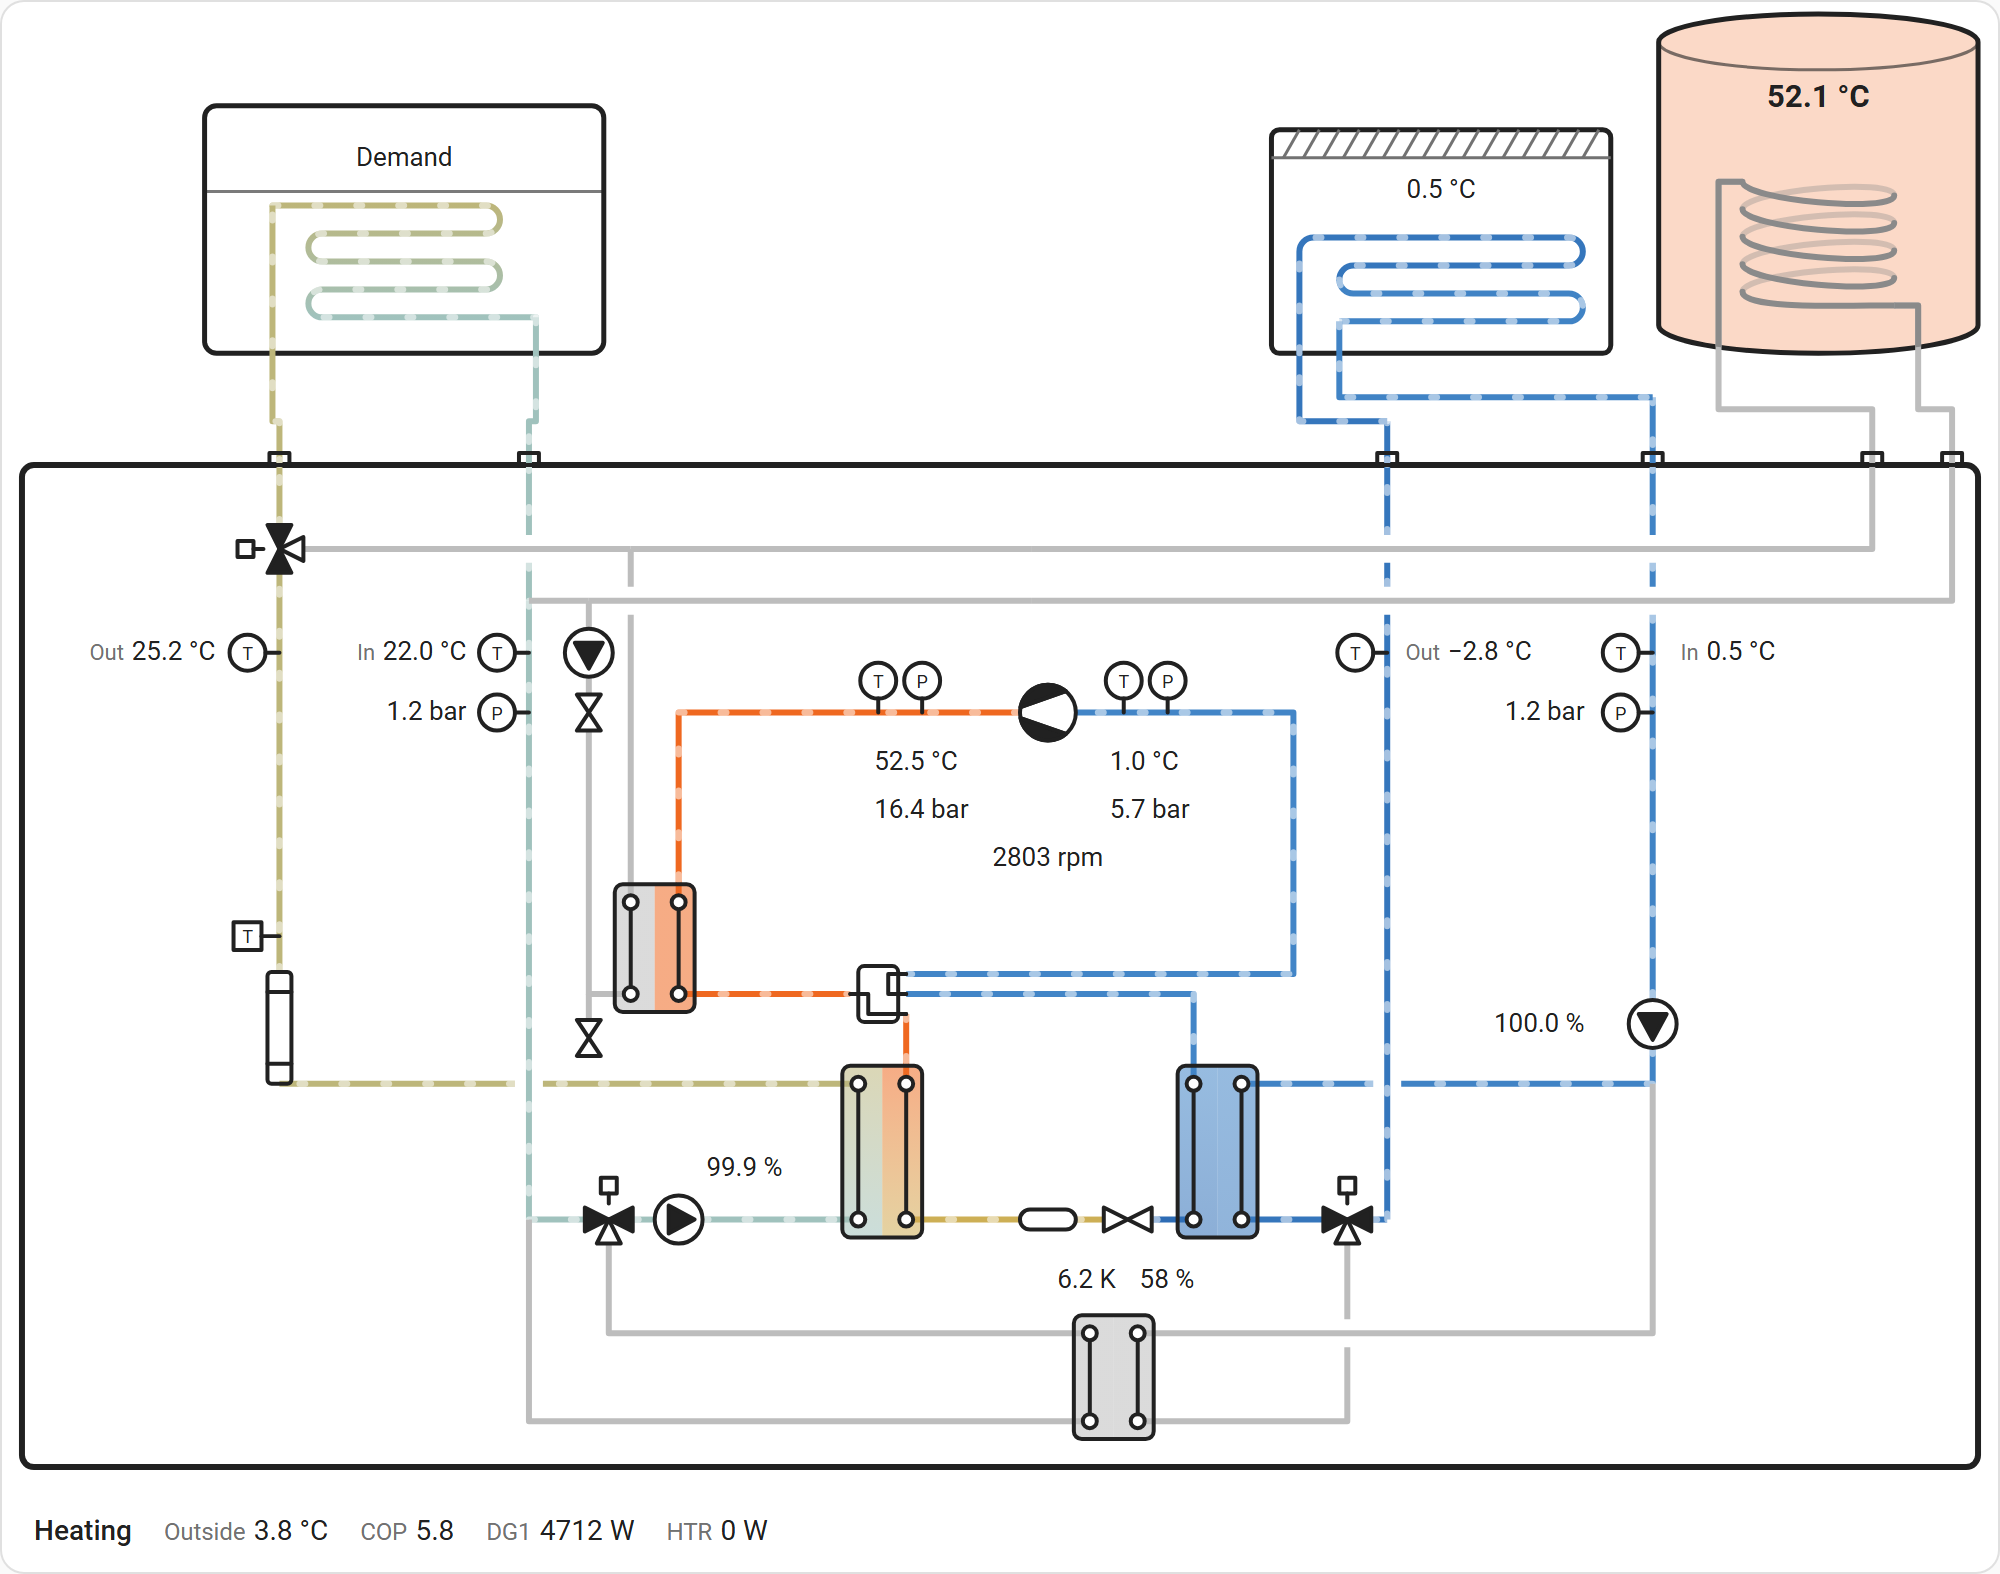 52.1 °C
Demand
0.5 °C
Out 25.2 °C T
In 22.0 °C T
T Out −2.8 °C
T In 0.5 °C
1.2 bar P
T P
T P
1.2 bar P
52.5 °C
1.0 °C
16.4 bar
5.7 bar
2803 rpm
T
100.0 %
99.9 %
6.2 K 58 %
Heating Outside 3.8 °C COP 5.8 DG1 4712 W HTR 0 W